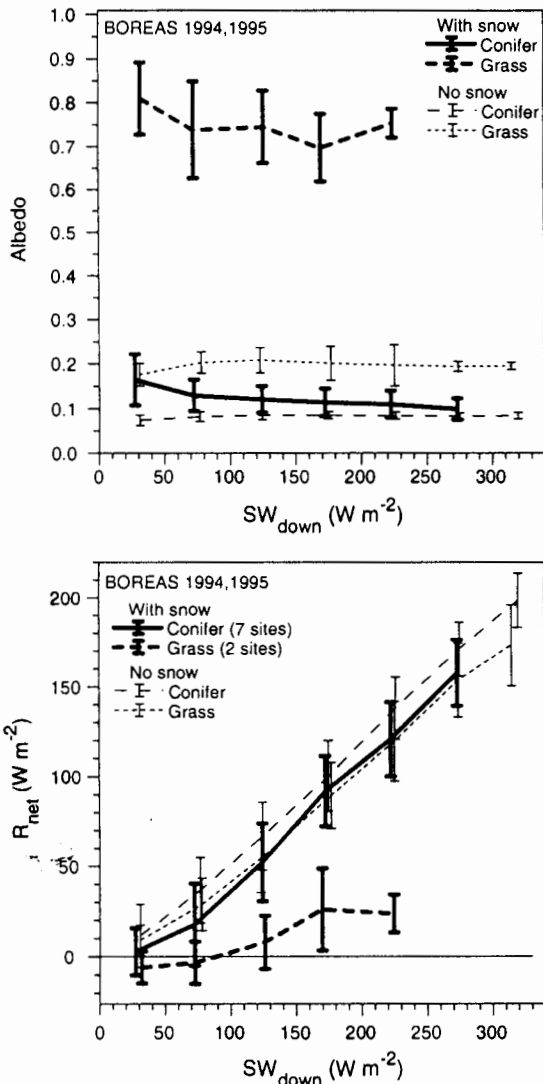 BOREAS 1994,1995
With snow
Conifer
Grass
No snow
Conifer
Grass
1.0
0.9
0.8
0.7
0.6
0.5
0.4
0.3
0.2
0.1
0.0
Albedo
0 50 100 150 200 250 300
SW_down (W m^-2)
BOREAS 1994,1995
With snow
Conifer (7 sites)
Grass (2 sites)
No snow
Conifer
Grass
200
150
100
50
0
R_net (W m^-2)
0 50 100 150 200 250 300
SW_down (W m^-2)